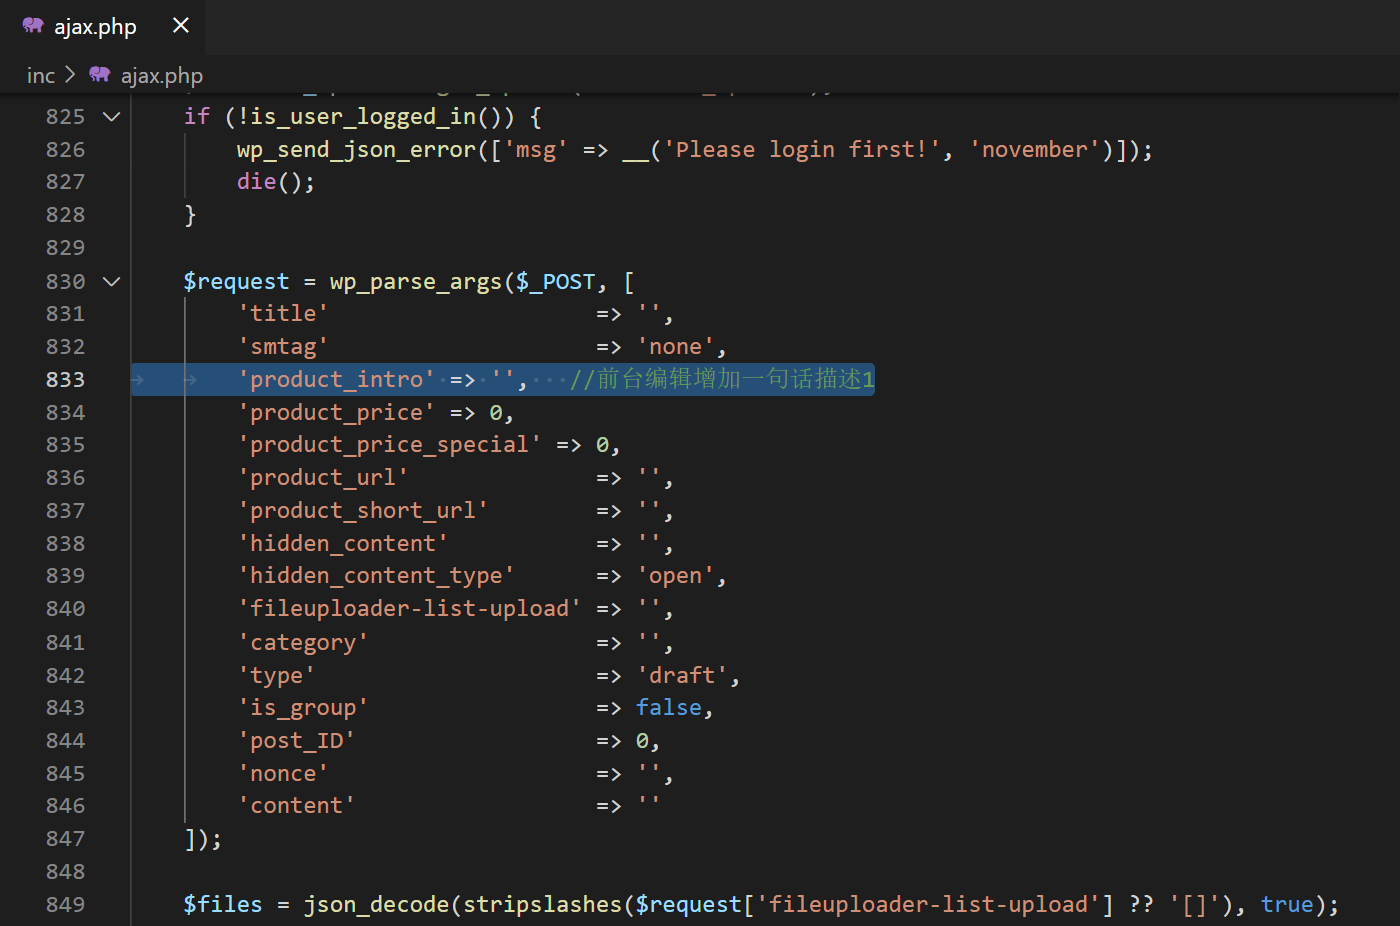 ajax.php
inc > ajax.php
825 if (!is_user_logged_in()) {
826 wp_send_json_error(['msg' => __('Please login first!', 'november')]);
827 die();
828 }
829
830 $request = wp_parse_args($_POST, [
831 'title' => '',
832 'smtag' => 'none',
833 'product_intro' => '', //前台编辑增加一句话描述1
834 'product_price' => 0,
835 'product_price_special' => 0,
836 'product_url' => '',
837 'product_short_url' => '',
838 'hidden_content' => '',
839 'hidden_content_type' => 'open',
840 'fileuploader-list-upload' => '',
841 'category' => '',
842 'type' => 'draft',
843 'is_group' => false,
844 'post_ID' => 0,
845 'nonce' => '',
846 'content' => ''
847 ]);
848
849 $files = json_decode(stripslashes($request['fileuploader-list-upload'] ?? '[]'), true);